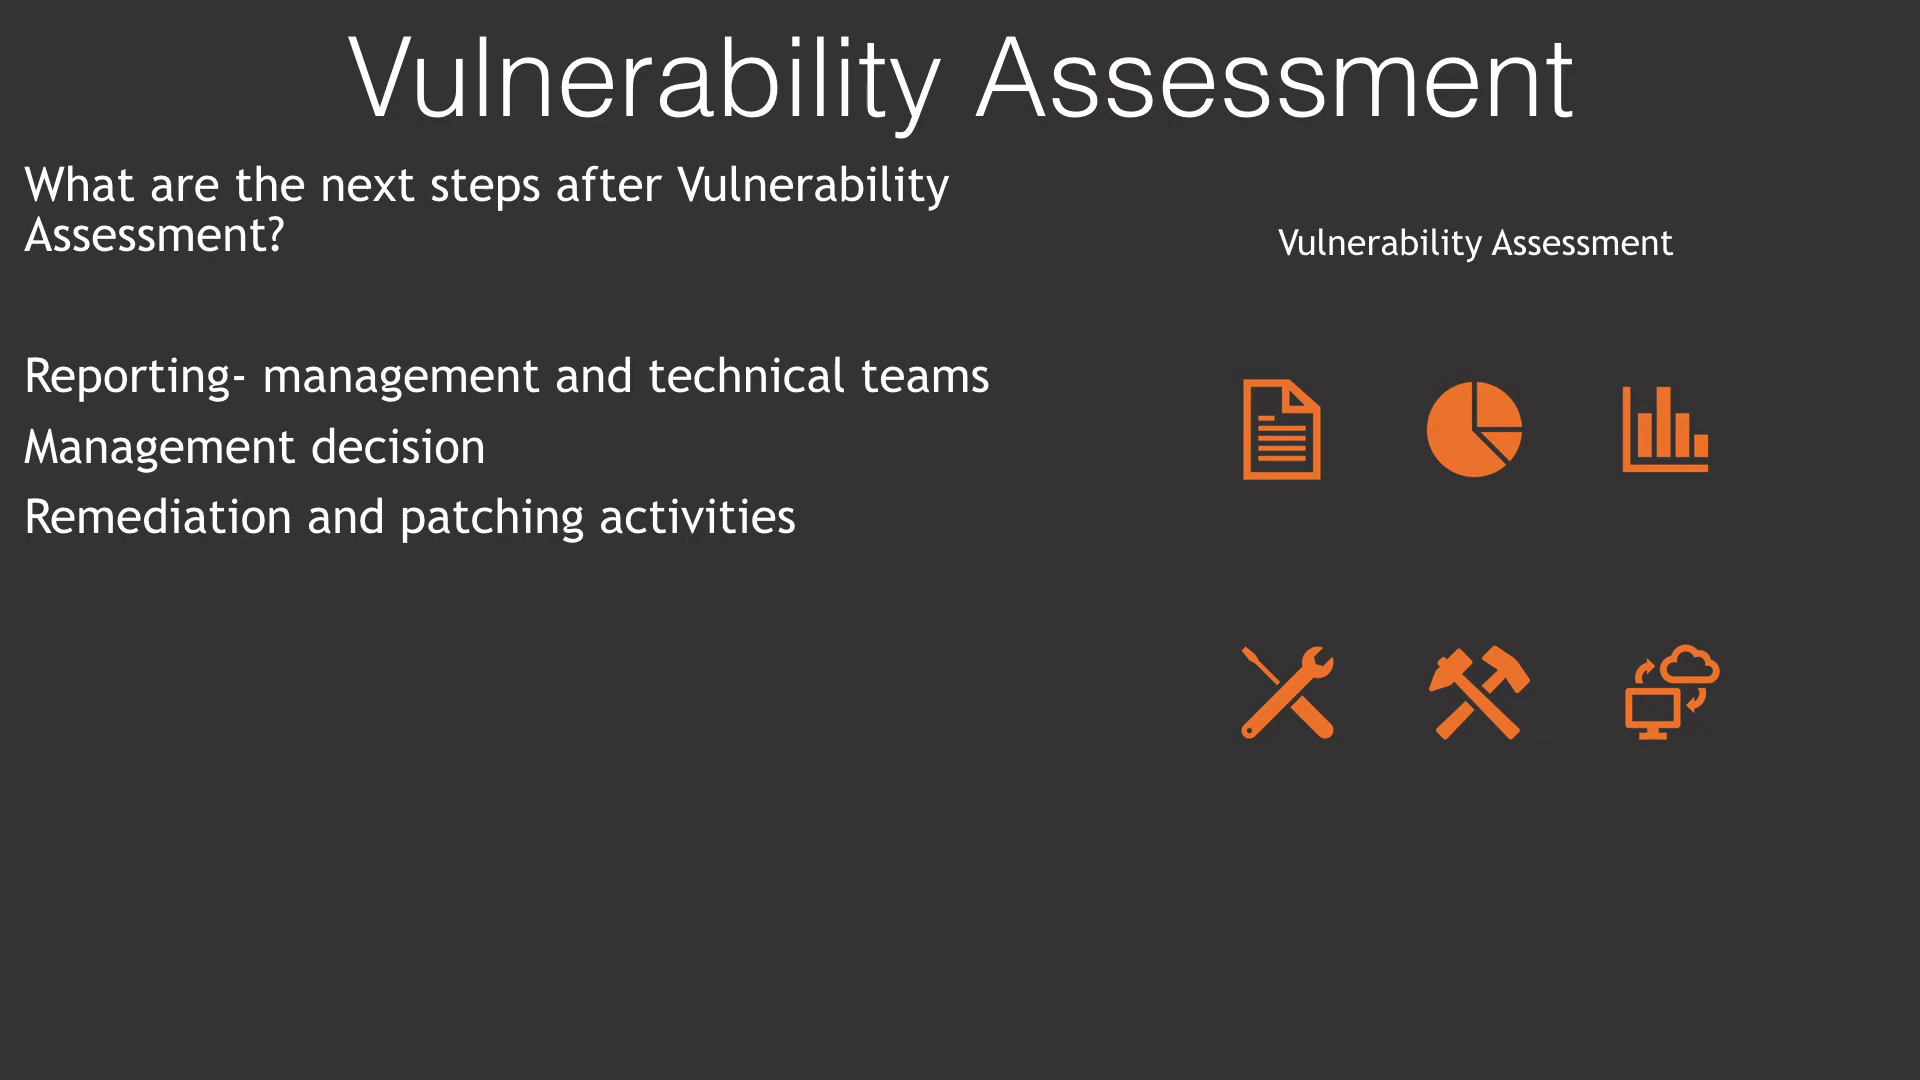 Vulnerability Assessment
What are the next steps after Vulnerability
Assessment?
Reporting- management and technical teams
Management decision
Remediation and patching activities
Vulnerability Assessment